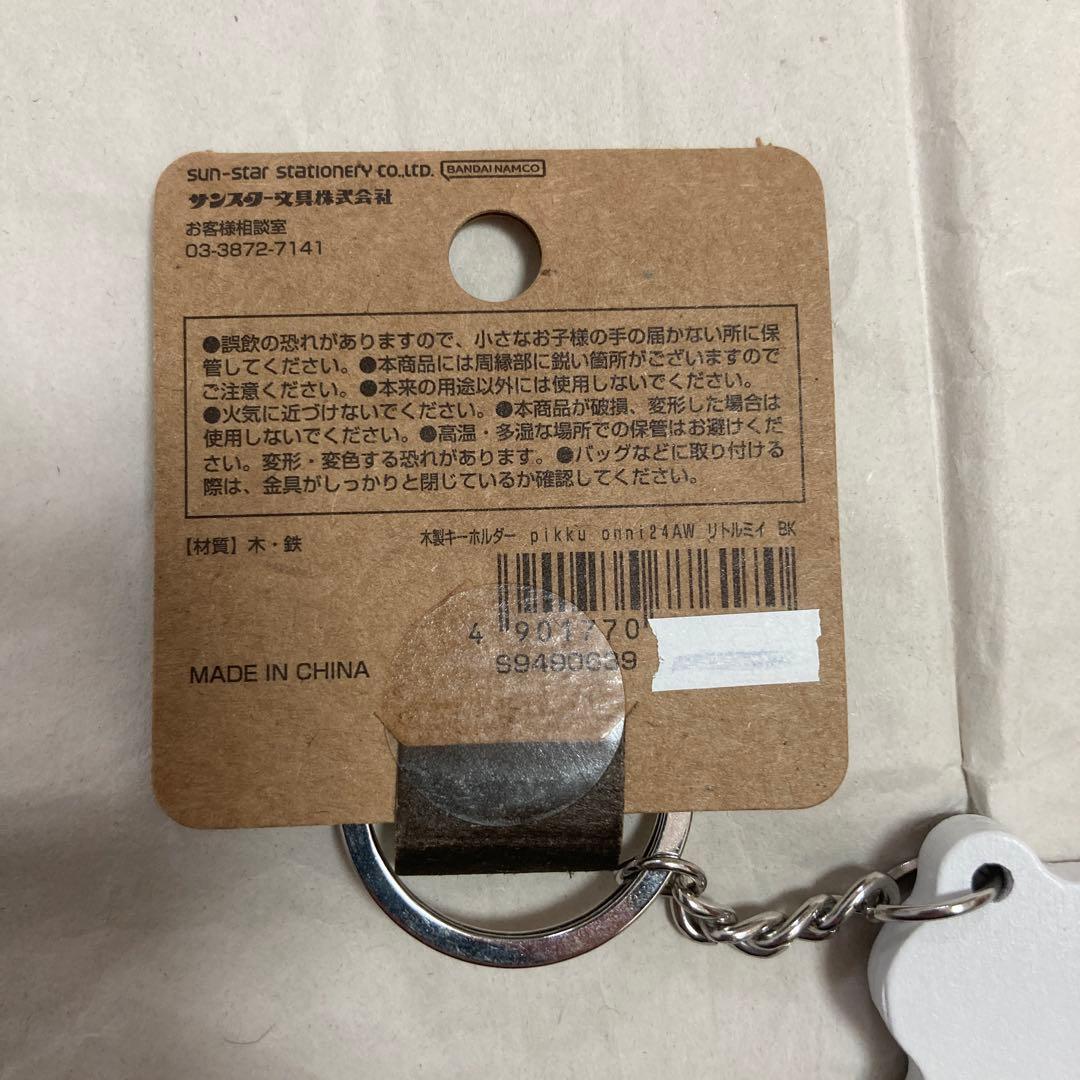 sun-star stationery co.,ltd. BANDAI NAMCO
サンスター文具株式会社
お客様相談室
03-3872-7141
●誤飲の恐れがありますので、小さなお子様の手の届かない所に保
管してください。●本商品には周縁部に鋭い箇所がございますので
ご注意ください。●本来の用途以外には使用しないでください。
●火気に近づけないでください。●本商品が破損、変形した場合は
使用しないでください。●高温・多湿な場所での保管はお避けくだ
さい。変形・変色する恐れがあります。●バッグなどに取り付ける
際は、金具がしっかりと閉じているか確認してください。
【材質】木・鉄
木製キーホルダー pikku onni24AW リトルミイ BK
4 901770
S9490639
MADE IN CHINA